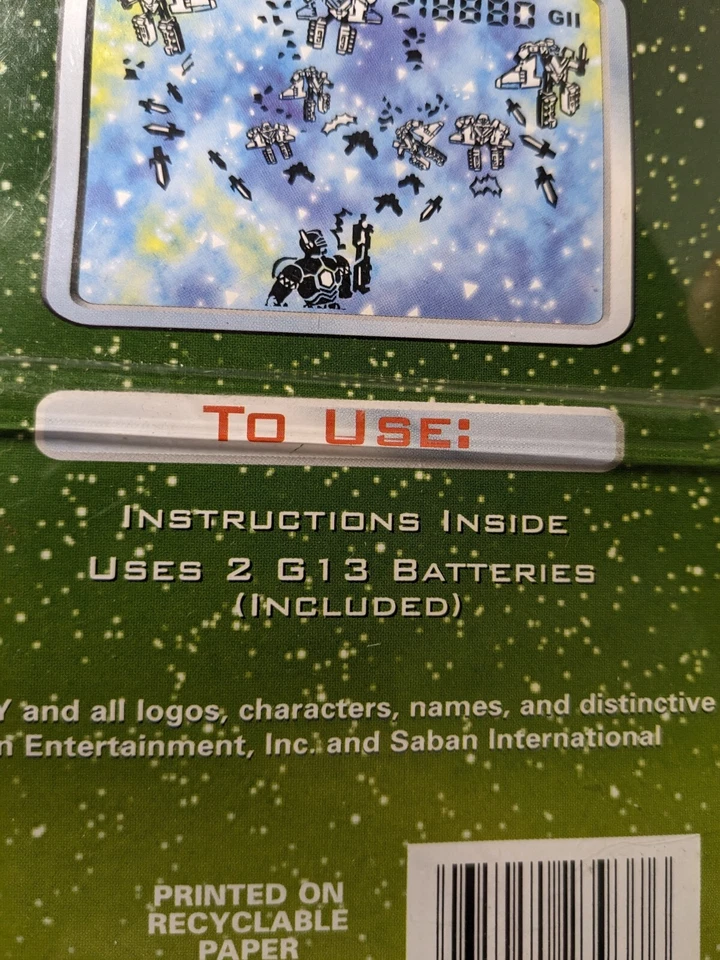 GII
TO USE:
INSTRUCTIONS INSIDE
USES 2 G13 BATTERIES
(INCLUDED)
Y and all logos, characters, names, and distinctive
n Entertainment, Inc. and Saban International
PRINTED ON
RECYCLABLE
PAPER